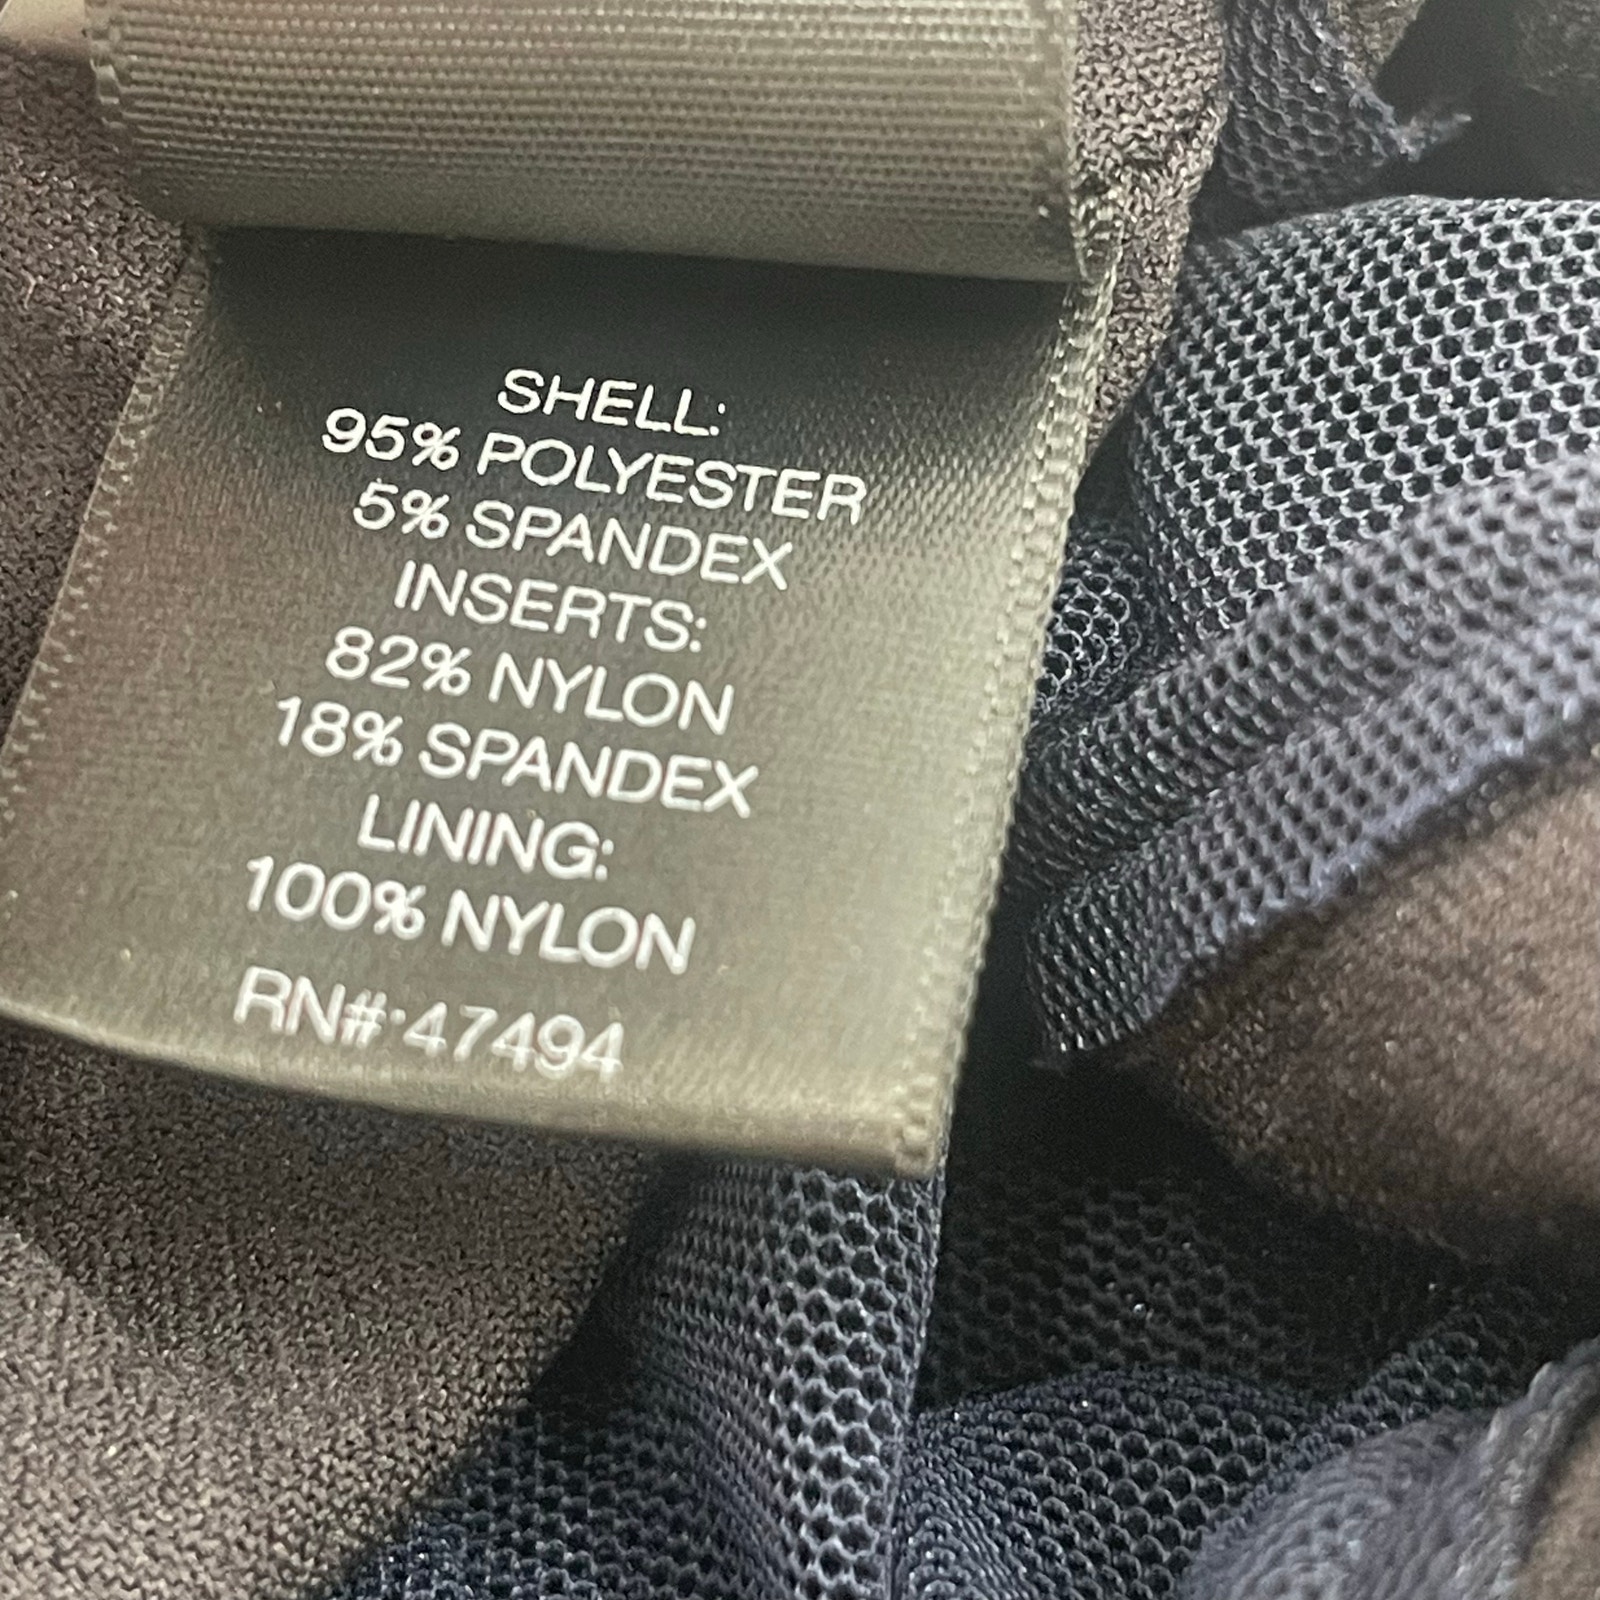 SHELL:
95% POLYESTER
5% SPANDEX
INSERTS:
82% NYLON
18% SPANDEX
LINING:
100% NYLON
RN#:47494